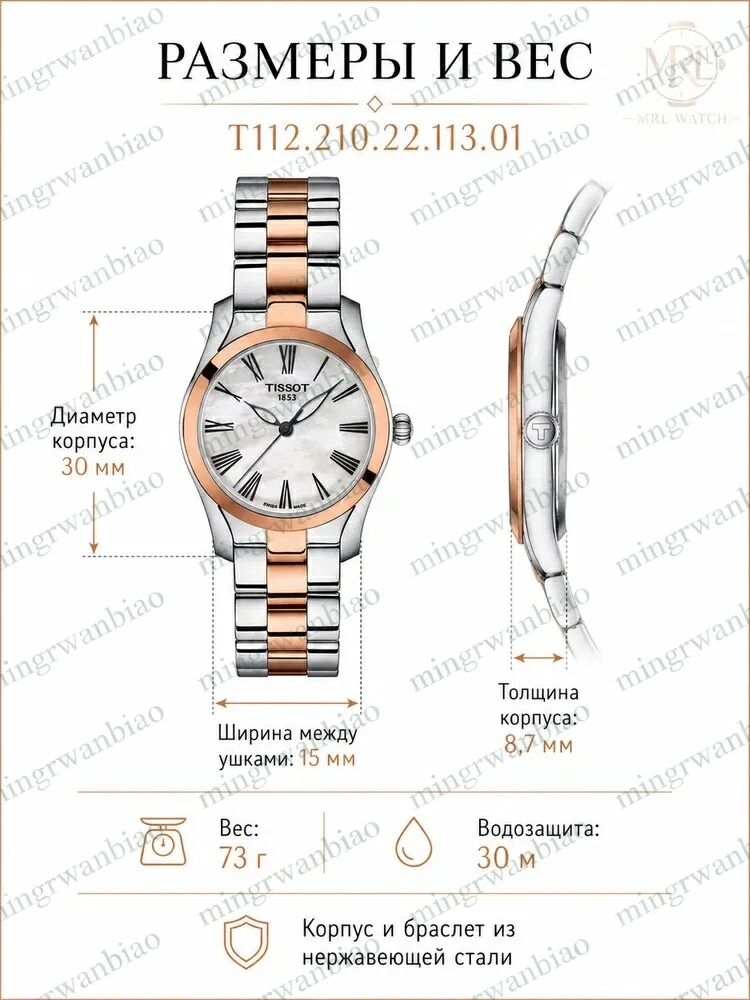 РАЗМЕРЫ И ВЕС
MRL
MRL WATCH
T112.210.22.113.01
TISSOT
1853
SWISS MADE
T
Диаметр
корпуса:
30 мм
Толщина
корпуса:
8,7 мм
Ширина между
ушками: 15 мм
Вес:
73 г
Водозащита:
30 м
Корпус и браслет из
нержавеющей стали
mingrwanbiao